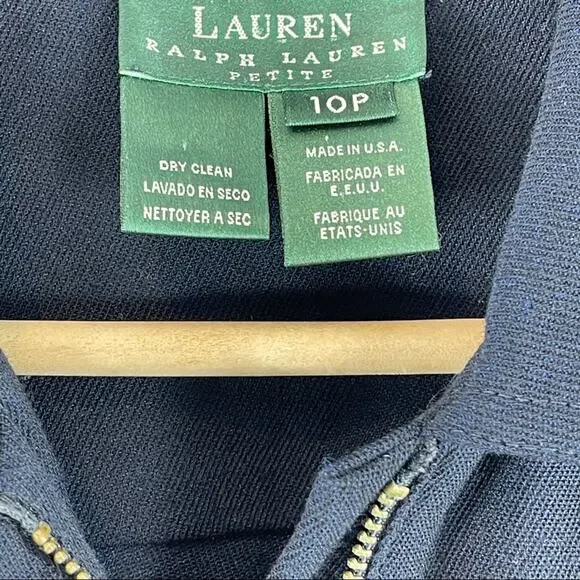 LAUREN
RALPH LAUREN
PETITE
10P
DRY CLEAN
LAVADO EN SECO
NETTOYER A SEC
MADE IN U.S.A.
FABRICADA EN
E.E.U.U.
FABRIQUE AU
ETATS-UNIS